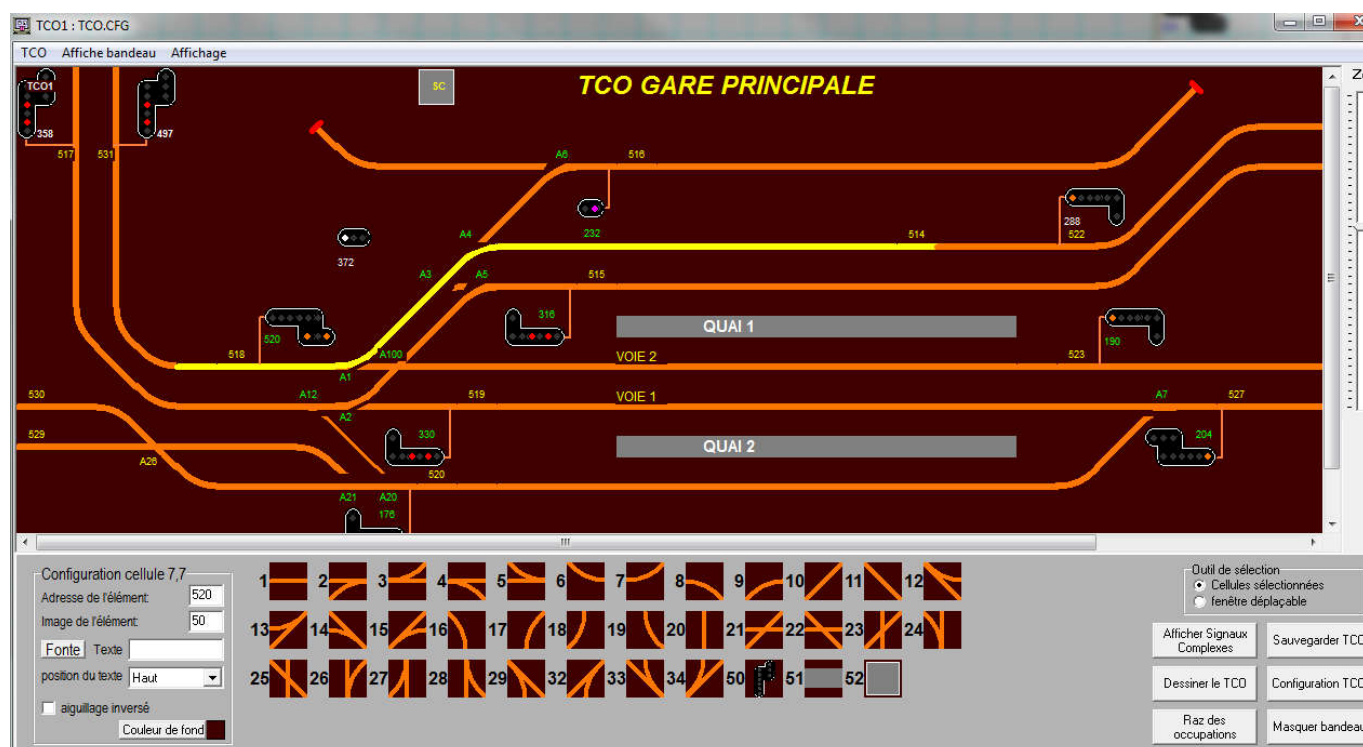 TCO1 : TCO.CFG
TCO Affiche bandeau Affichage
TCO1
SC
TCO GARE PRINCIPALE
358
497
517 531
A6 516
288
232
A4
514 522
372
A3 A5 515
316
QUAI 1
520
190
518
A100
VOIE 2
523
A1
530
A12
519
VOIE 1
A7 527
A2
529
330
QUAI 2
204
A26
520
A21 A20
176
Configuration cellule 7,7
Adresse de l'élément: 520
Image de l'élément: 50
Fonte Texte
position du texte Haut
aiguillage inversé
Couleur de fond
1 2 3 4 5 6 7 8 9 10 11 12
13 14 15 16 17 18 19 20 21 22 23 24
25 26 27 28 29 32 33 34 50 51 52
Outil de sélection
Cellules sélectionnées
fenêtre déplaçable
Afficher Signaux
Complexes
Sauvegarder TCO
Dessiner le TCO
Configuration TCO
Raz des
occupations
Masquer bandeau